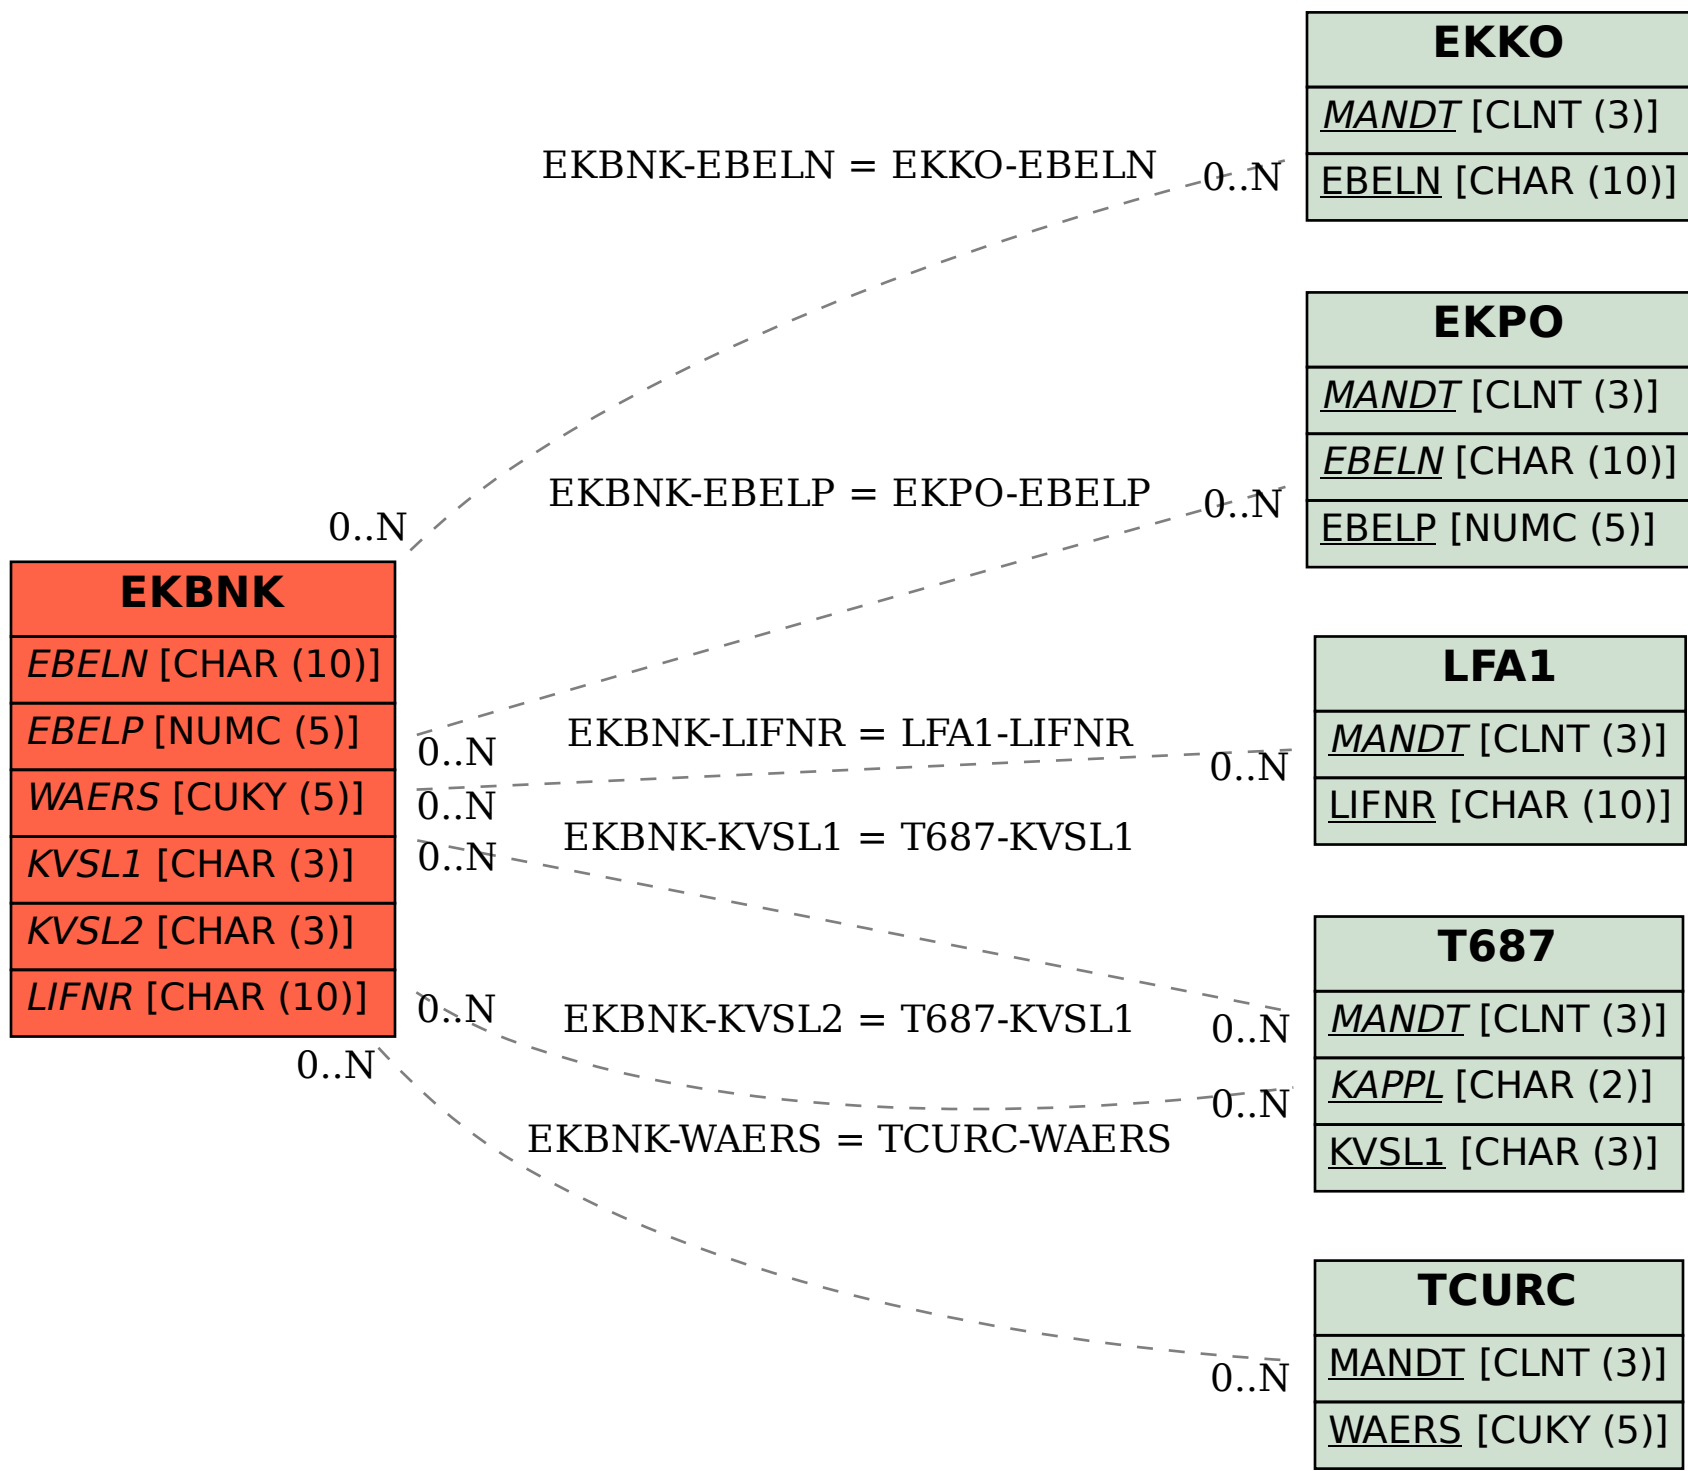 EKKO
MANDT [CLNT (3)]
EBELN [CHAR (10)]
EKBNK-EBELN = EKKO-EBELN
0..N
0..N
EKPO
MANDT [CLNT (3)]
EBELN [CHAR (10)]
EBELP [NUMC (5)]
EKBNK-EBELP = EKPO-EBELP
0..N
0..N
EKBNK
EBELN [CHAR (10)]
EBELP [NUMC (5)]
WAERS [CUKY (5)]
KVSL1 [CHAR (3)]
KVSL2 [CHAR (3)]
LIFNR [CHAR (10)]
LFA1
MANDT [CLNT (3)]
LIFNR [CHAR (10)]
EKBNK-LIFNR = LFA1-LIFNR
0..N
0..N
EKBNK-KVSL1 = T687-KVSL1
0..N
0..N
T687
MANDT [CLNT (3)]
KAPPL [CHAR (2)]
KVSL1 [CHAR (3)]
EKBNK-KVSL2 = T687-KVSL1
0..N
0..N
EKBNK-WAERS = TCURC-WAERS
0..N
0..N
TCURC
MANDT [CLNT (3)]
WAERS [CUKY (5)]